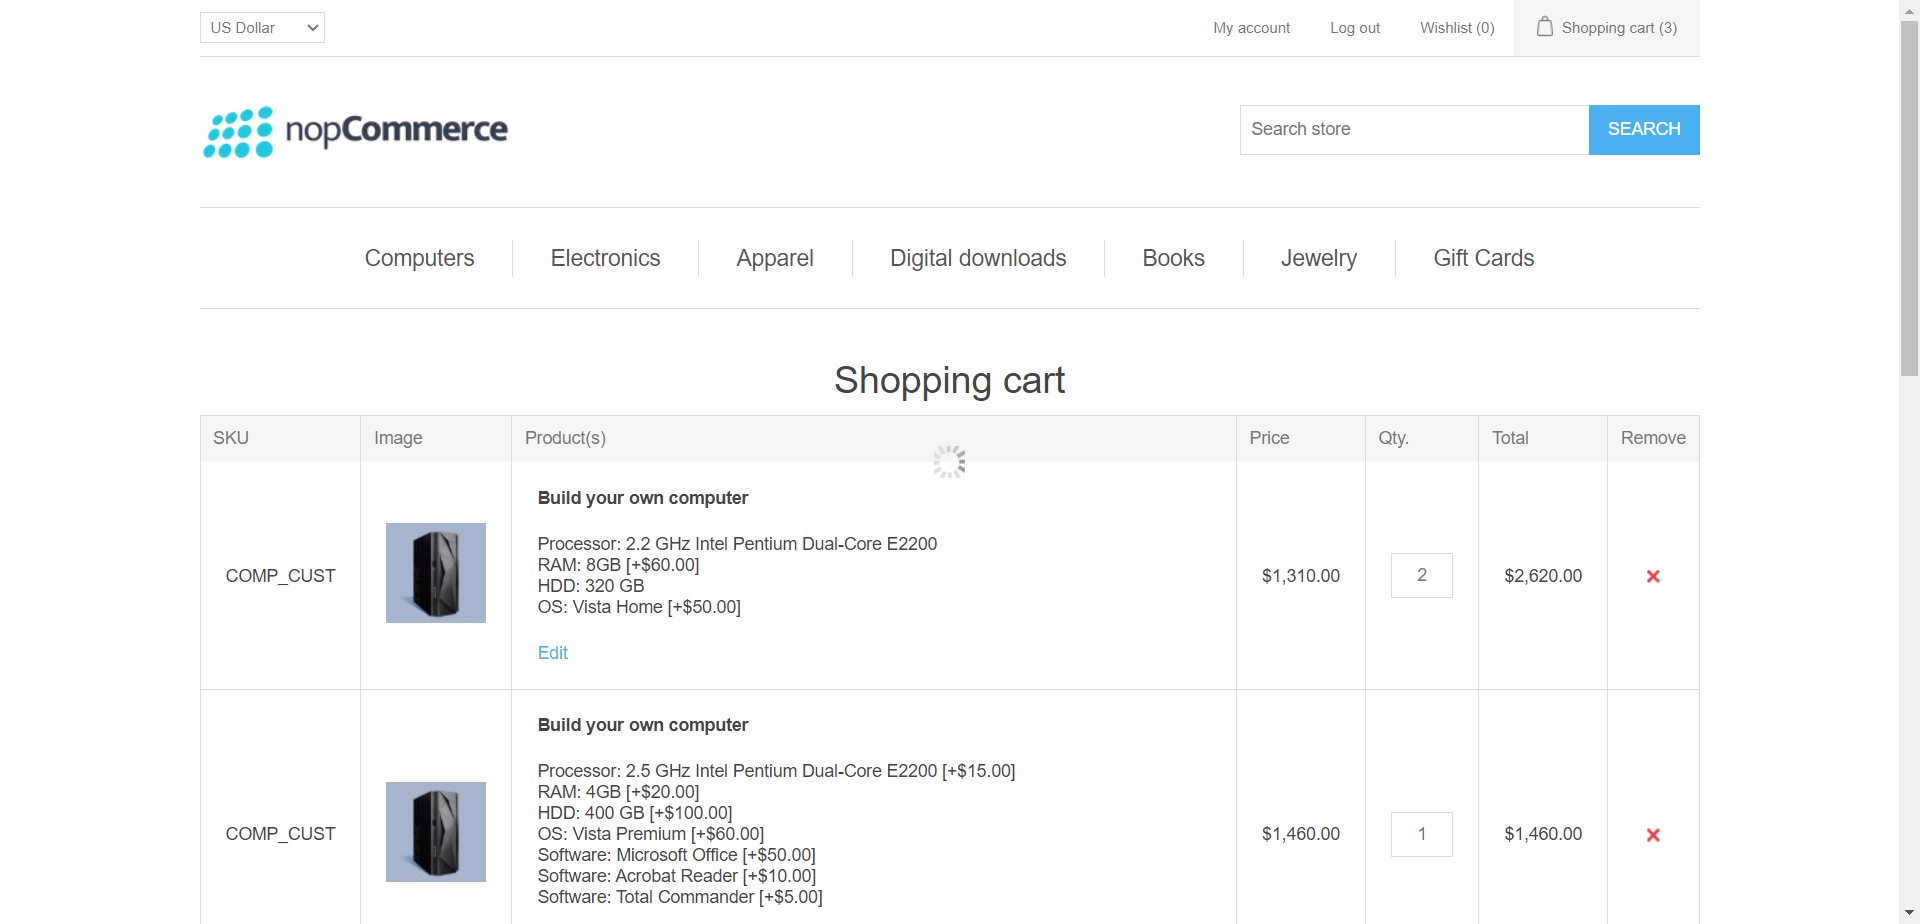 US Dollar
My account
Log out
Wishlist (0)
Shopping cart (3)
nopCommerce
Search store
SEARCH
Computers
Electronics
Apparel
Digital downloads
Books
Jewelry
Gift Cards
Shopping cart
SKU
Image
Product(s)
Price
Qty.
Total
Remove
COMP_CUST
Build your own computer
Processor: 2.2 GHz Intel Pentium Dual-Core E2200
RAM: 8GB [+$60.00]
HDD: 320 GB
OS: Vista Home [+$50.00]
Edit
$1,310.00
2
$2,620.00
COMP_CUST
Build your own computer
Processor: 2.5 GHz Intel Pentium Dual-Core E2200 [+$15.00]
RAM: 4GB [+$20.00]
HDD: 400 GB [+$100.00]
OS: Vista Premium [+$60.00]
Software: Microsoft Office [+$50.00]
Software: Acrobat Reader [+$10.00]
Software: Total Commander [+$5.00]
$1,460.00
1
$1,460.00